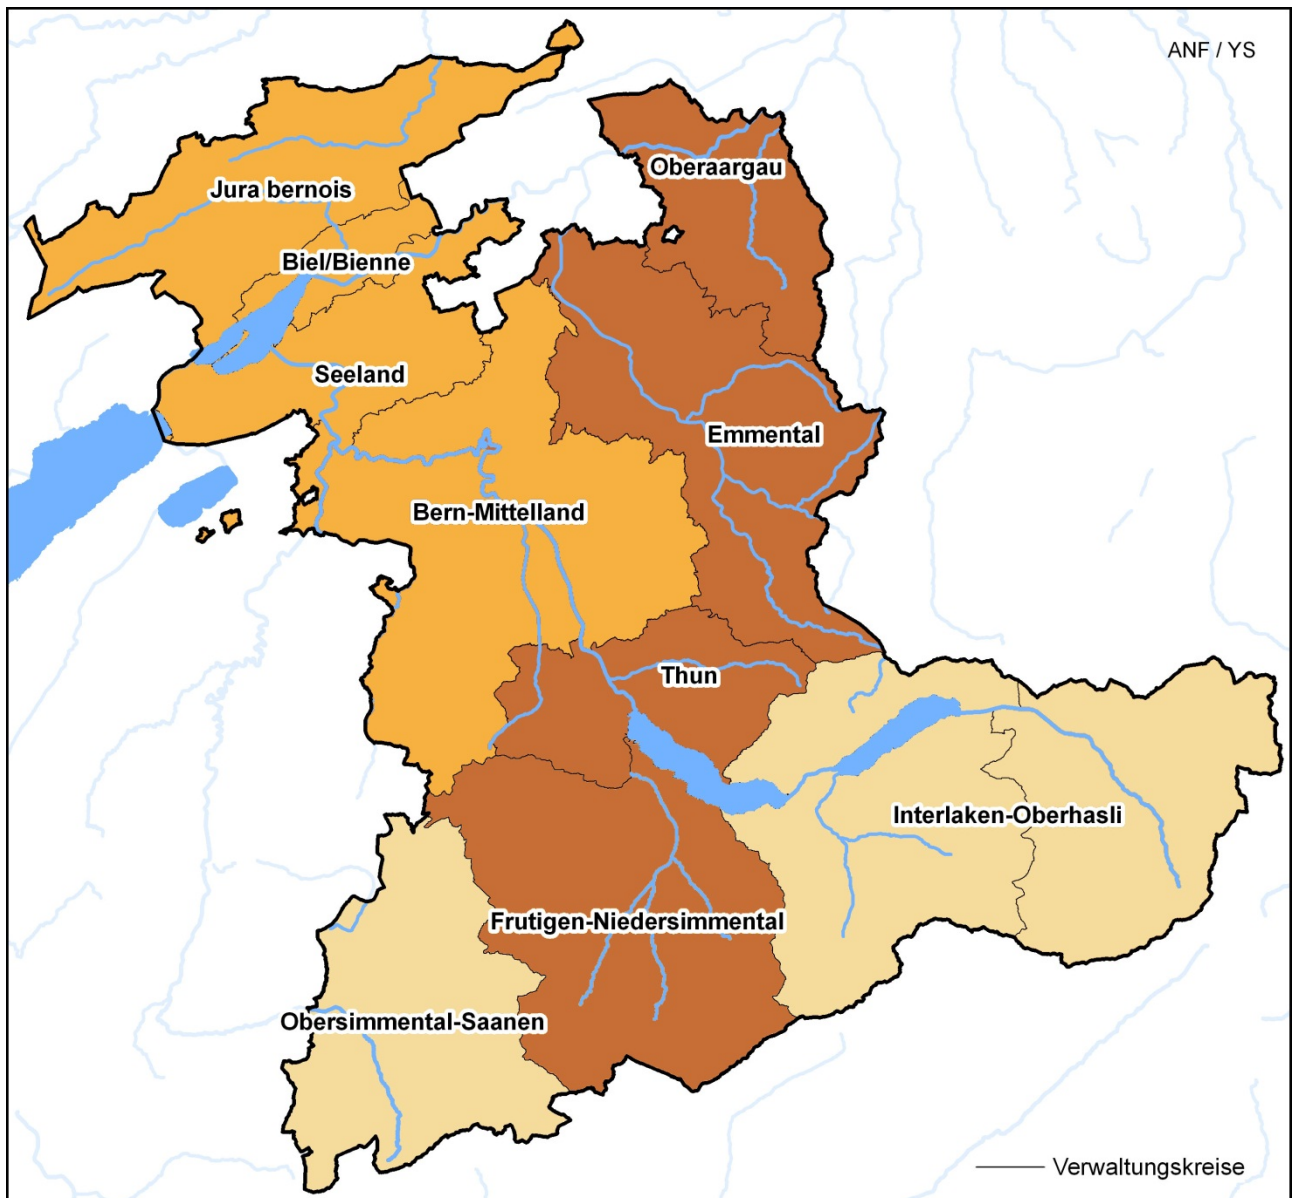 ANF / YS
Oberaargau
Jura bernois
Biel/Bienne
Seeland
Emmental
Bern-Mittelland
Thun
Interlaken-Oberhasli
Frutigen-Niedersimmental
Obersimmental-Saanen
Verwaltungskreise